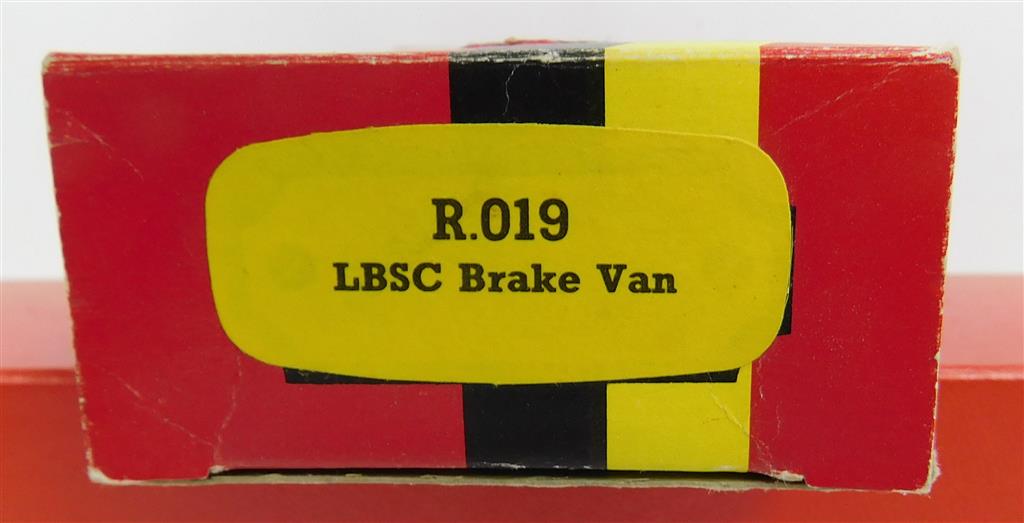 R.019
LBSC Brake Van